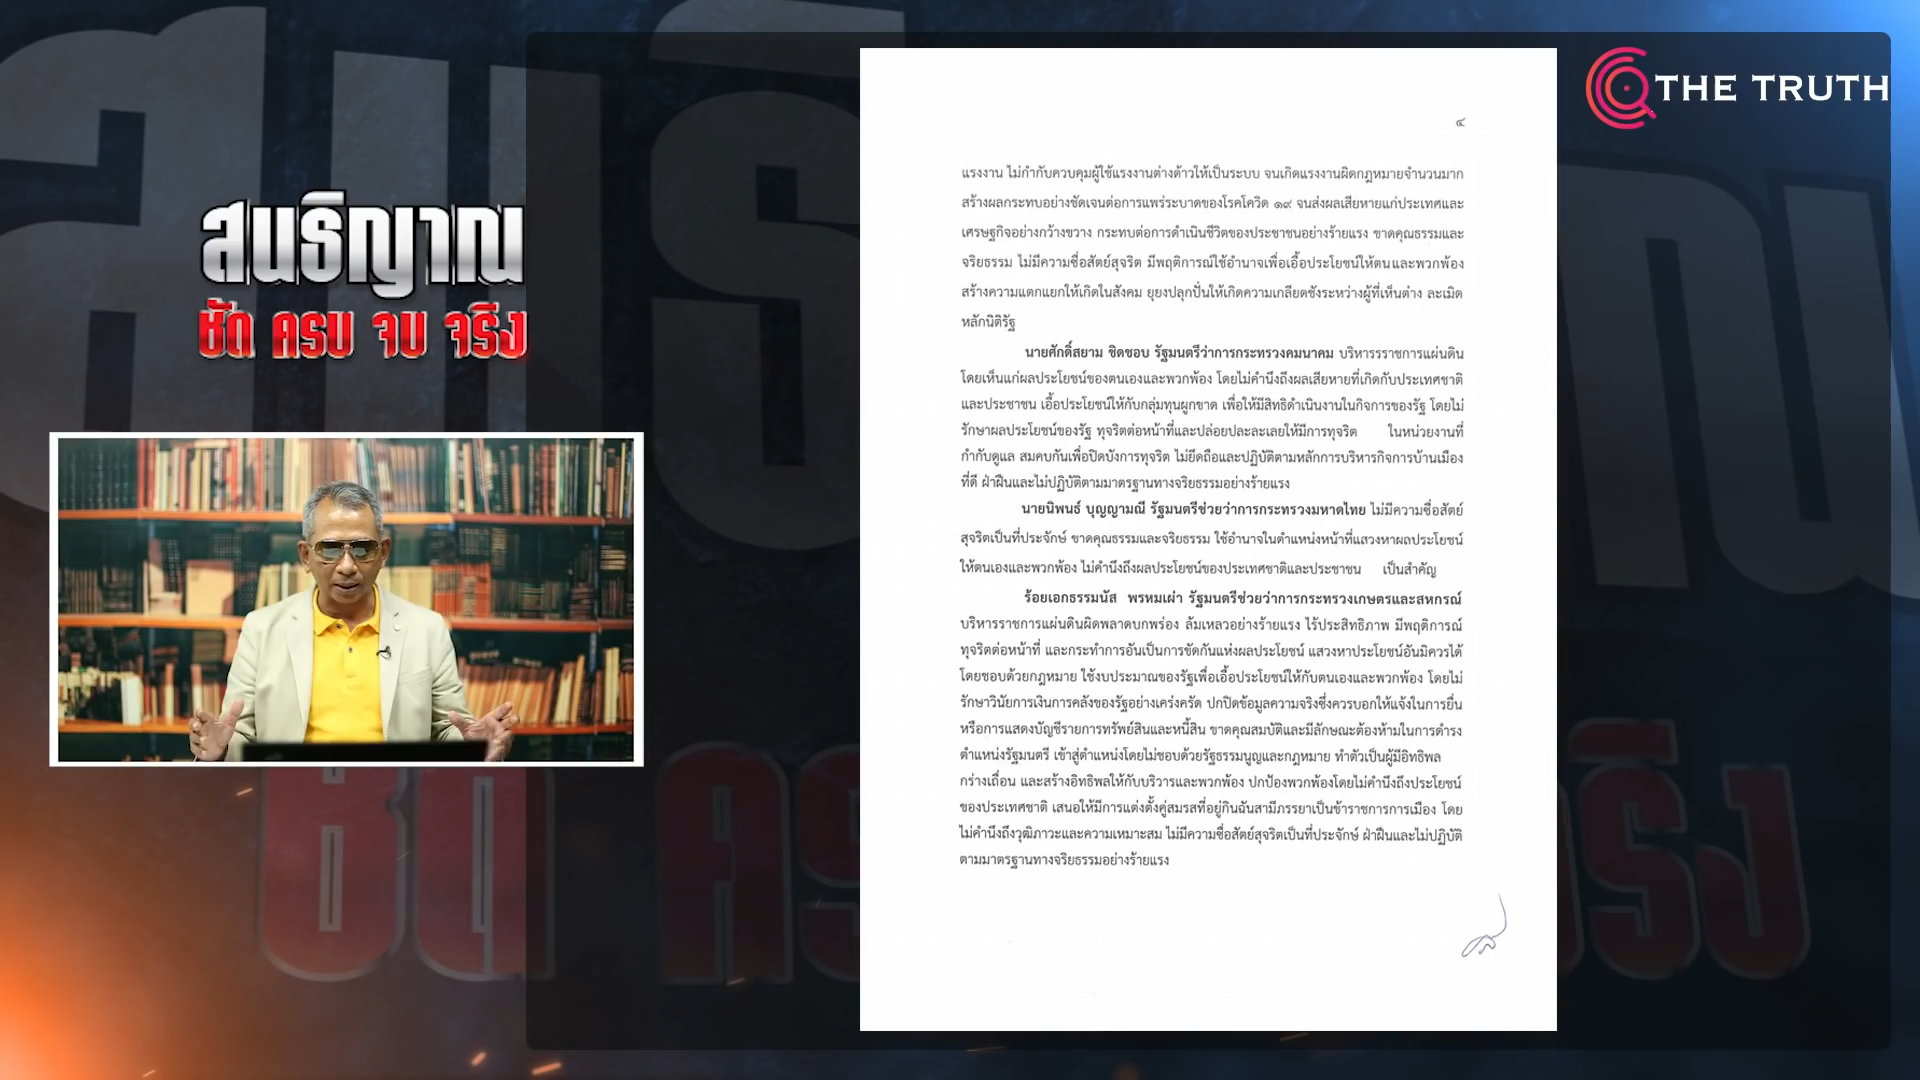 THE TRUTH
สนธิญาณ
ชัด ครบ จบ จริง
๔
แรงงาน ไม่กำกับควบคุมผู้ใช้แรงงานต่างด้าวให้เป็นระบบ จนเกิดแรงงานผิดกฎหมายจำนวนมาก
สร้างผลกระทบอย่างชัดเจนต่อการแพร่ระบาดของโรคโควิด ๑๙ จนส่งผลเสียหายแก่ประเทศและ
เศรษฐกิจอย่างกว้างขวาง กระทบต่อการดำเนินชีวิตของประชาชนอย่างร้ายแรง ขาดคุณธรรมและ
จริยธรรม ไม่มีความซื่อสัตย์สุจริต มีพฤติการณ์ใช้อำนาจเพื่อเอื้อประโยชน์ให้ตนและพวกพ้อง
สร้างความแตกแยกให้เกิดในสังคม ยุยงปลุกปั่นให้เกิดความเกลียดชังระหว่างผู้ที่เห็นต่าง ละเมิด
หลักนิติรัฐ
นายศักดิ์สยาม ชิดชอบ รัฐมนตรีว่าการกระทรวงคมนาคม บริหารราชการแผ่นดิน
โดยเห็นแก่ผลประโยชน์ของตนเองและพวกพ้อง โดยไม่คำนึงถึงผลเสียหายที่เกิดกับประเทศชาติ
และประชาชน เอื้อประโยชน์ให้กับกลุ่มทุนผูกขาด เพื่อให้มีสิทธิดำเนินงานในกิจการของรัฐ โดยไม่
รักษาผลประโยชน์ของรัฐ ทุจริตต่อหน้าที่และปล่อยปละละเลยให้มีการทุจริต ในหน่วยงานที่
กำกับดูแล สมคบกันเพื่อปิดบังการทุจริต ไม่ยึดถือและปฏิบัติตามหลักการบริหารกิจการบ้านเมือง
ที่ดี ฝ่าฝืนและไม่ปฏิบัติตามมาตรฐานทางจริยธรรมอย่างร้ายแรง
นายนิพนธ์ บุญญามณี รัฐมนตรีช่วยว่าการกระทรวงมหาดไทย ไม่มีความซื่อสัตย์
สุจริตเป็นที่ประจักษ์ ขาดคุณธรรมและจริยธรรม ใช้อำนาจในตำแหน่งหน้าที่แสวงหาผลประโยชน์
ให้ตนเองและพวกพ้อง ไม่คำนึงถึงผลประโยชน์ของประเทศชาติและประชาชน เป็นสำคัญ
ร้อยเอกธรรมนัส พรหมเผ่า รัฐมนตรีช่วยว่าการกระทรวงเกษตรและสหกรณ์
บริหารราชการแผ่นดินผิดพลาดบกพร่อง ล้มเหลวอย่างร้ายแรง ไร้ประสิทธิภาพ มีพฤติการณ์
ทุจริตต่อหน้าที่ และกระทำการอันเป็นการขัดกันแห่งผลประโยชน์ แสวงหาประโยชน์อันมิควรได้
โดยชอบด้วยกฎหมาย ใช้งบประมาณของรัฐเพื่อเอื้อประโยชน์ให้กับตนเองและพวกพ้อง โดยไม่
รักษาวินัยการเงินการคลังของรัฐอย่างเคร่งครัด ปกปิดข้อมูลความจริงซึ่งควรบอกให้แจ้งในการยื่น
หรือการแสดงบัญชีรายการทรัพย์สินและหนี้สิน ขาดคุณสมบัติและมีลักษณะต้องห้ามในการดำรง
ตำแหน่งรัฐมนตรี เข้าสู่ตำแหน่งโดยไม่ชอบด้วยรัฐธรรมนูญและกฎหมาย ทำตัวเป็นผู้มีอิทธิพล
กร่างเถื่อน และสร้างอิทธิพลให้กับบริวารและพวกพ้อง ปกป้องพวกพ้องโดยไม่คำนึงถึงประโยชน์
ของประเทศชาติ เสนอให้มีการแต่งตั้งคู่สมรสที่อยู่กินฉันสามีภรรยาเป็นข้าราชการการเมือง โดย
ไม่คำนึงถึงวุฒิภาวะและความเหมาะสม ไม่มีความซื่อสัตย์สุจริตเป็นที่ประจักษ์ ฝ่าฝืนและไม่ปฏิบัติ
ตามมาตรฐานทางจริยธรรมอย่างร้ายแรง